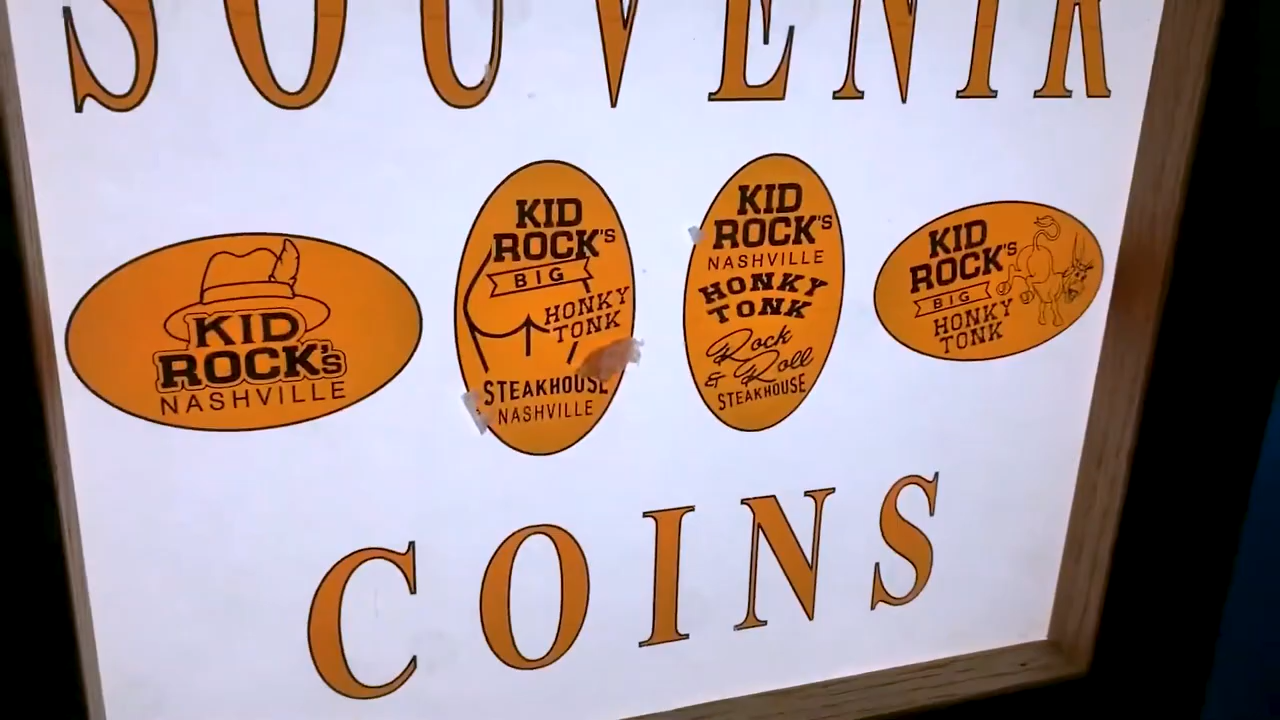 SOUVENIR
KID
ROCK's
NASHVILLE
KID
ROCK's
BIG
HONKY
TONK
STEAKHOUSE
NASHVILLE
KID
ROCK's
NASHVILLE
HONKY
TONK
Rock
& Roll
STEAKHOUSE
KID
ROCK's
BIG
HONKY
TONK
COINS